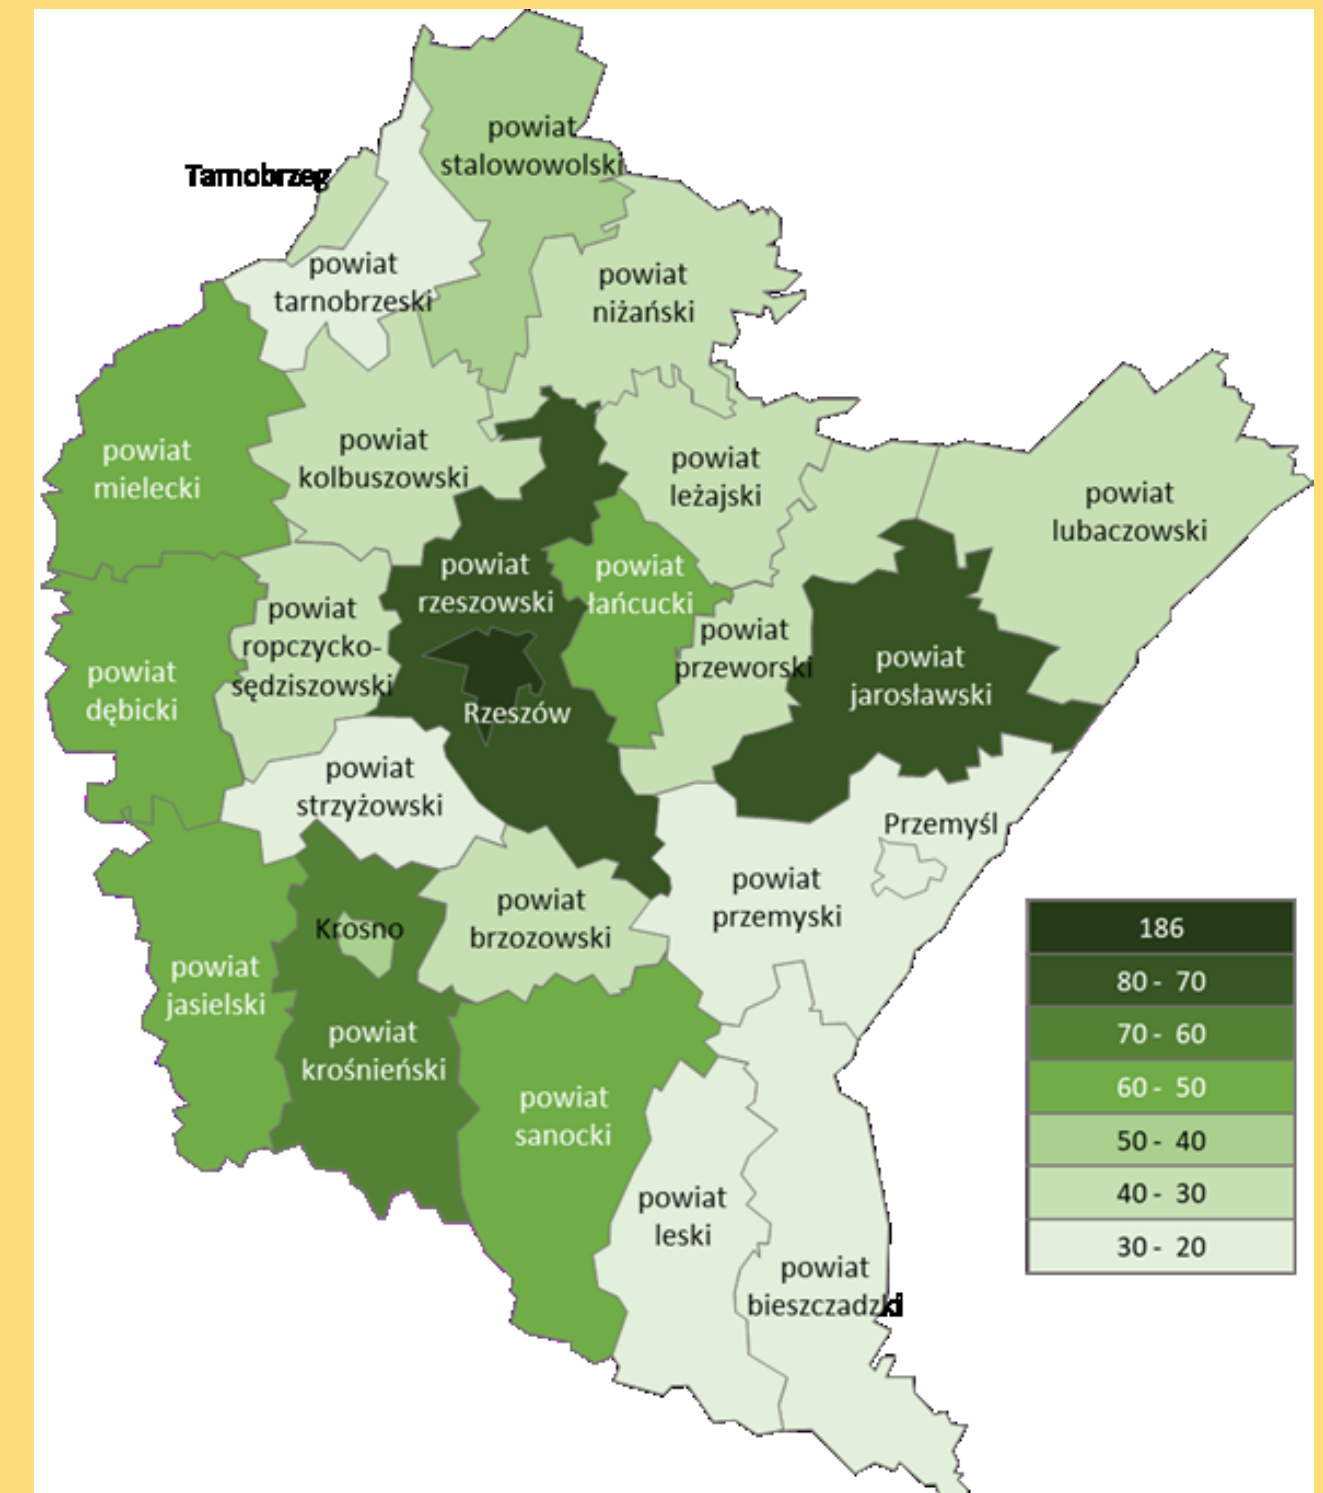 powiat
stalowowolski
Tarnobrzeg
powiat
tarnobrzeski
powiat
niżański
powiat
mielecki
powiat
kolbuszowski
powiat
leżajski
powiat
lubaczowski
powiat
rzeszowski
powiat
łańcucki
powiat
ropczycko-
sędziszowski
powiat
przeworski
powiat
jarosławski
powiat
dębicki
Rzeszów
powiat
strzyżowski
Przemyśl
powiat
przemyski
powiat
brzozowski
Krosno
powiat
jasielski
powiat
krośnieński
powiat
sanocki
powiat
leski
powiat
bieszczadzki
186
80 - 70
70 - 60
60 - 50
50 - 40
40 - 30
30 - 20